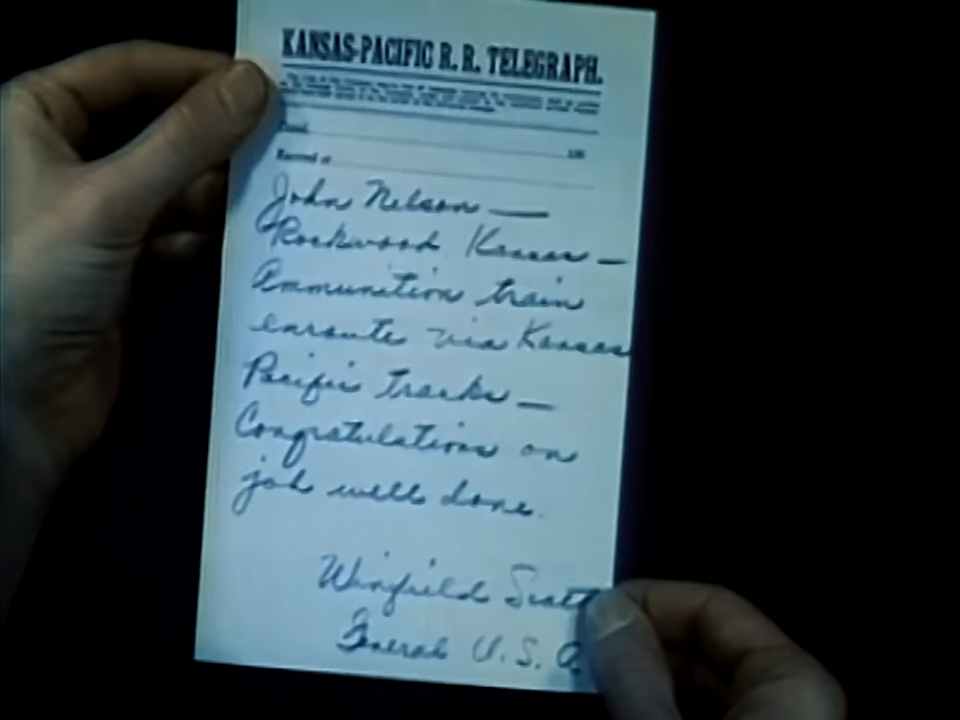 KANSAS-PACIFIC R. R. TELEGRAPH.
John Nelson —
Rockwood Kansas —
Ammunition train
enroute via Kansas
Pacific tracks —
Congratulations on
job well done.
Winfield Scott
General U. S. A.